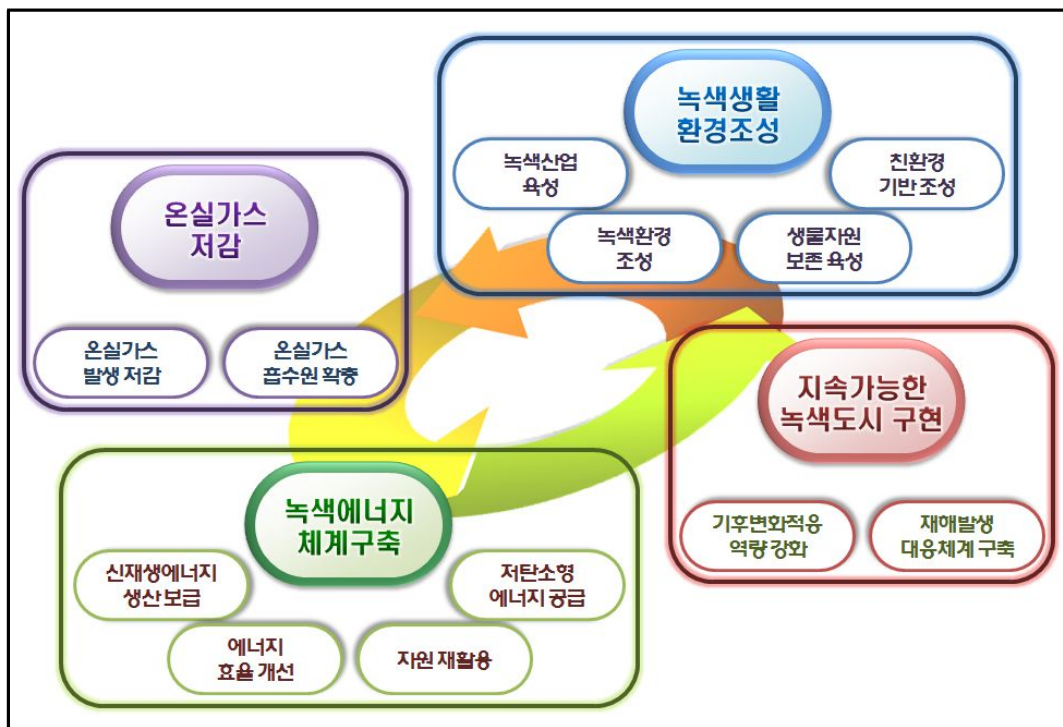 녹색생활
환경조성
녹색산업
육성
친환경
기반 조성
녹색환경
조성
생물자원
보존 육성
온실가스
저감
온실가스
발생 저감
온실가스
흡수원 확충
지속가능한
녹색도시 구현
기후변화적응
역량 강화
재해발생
대응체계 구축
녹색에너지
체계구축
신재생에너지
생산 보급
저탄소형
에너지 공급
에너지
효율 개선
자원 재활용